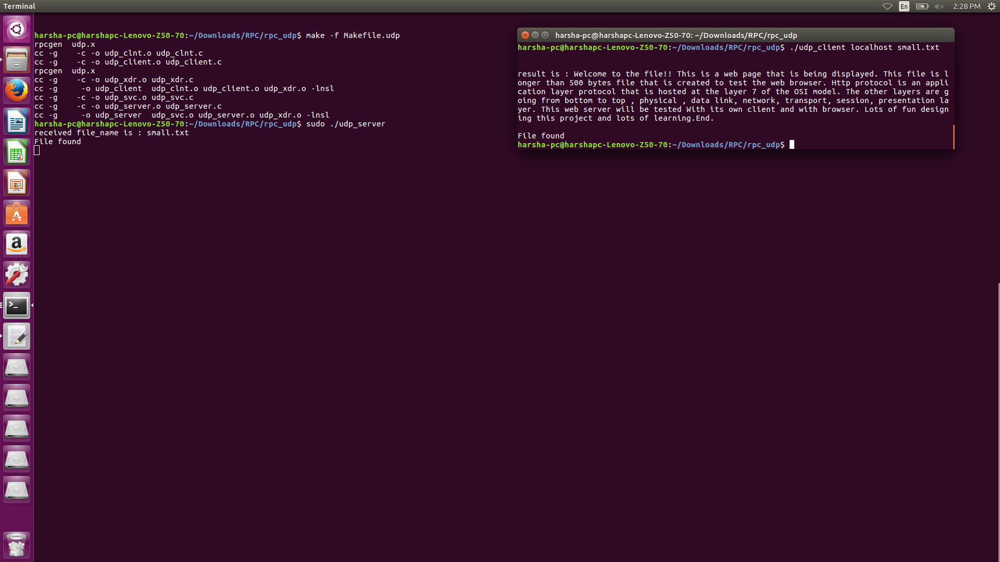 Terminal
En
2:28 PM
harsha-pc@harshapc-Lenovo-Z50-70:~/Downloads/RPC/rpc_udp$ make -f Makefile.udp
rpcgen  udp.x
cc -g    -c -o udp_clnt.o udp_clnt.c
cc -g    -c -o udp_client.o udp_client.c
rpcgen  udp.x
cc -g    -c -o udp_xdr.o udp_xdr.c
cc -g     -o udp_client  udp_clnt.o udp_client.o udp_xdr.o -lnsl
cc -g    -c -o udp_svc.o udp_svc.c
cc -g    -c -o udp_server.o udp_server.c
cc -g     -o udp_server  udp_svc.o udp_server.o udp_xdr.o -lnsl
harsha-pc@harshapc-Lenovo-Z50-70:~/Downloads/RPC/rpc_udp$ sudo ./udp_server
received file_name is : small.txt
File found
harsha-pc@harshapc-Lenovo-Z50-70: ~/Downloads/RPC/rpc_udp
harsha-pc@harshapc-Lenovo-Z50-70:~/Downloads/RPC/rpc_udp$ ./udp_client localhost small.txt
result is : Welcome to the file!! This is a web page that is being displayed. This file is l
onger than 500 bytes file that is created to test the web browser. Http protocol is an appli
cation layer protocol that is hosted at the layer 7 of the OSI model. The other layers are g
oing from bottom to top , physical , data link, network, transport, session, presentation la
yer. This web server will be tested With its own client and with browser. Lots of fun design
ing this project and lots of learning.End.
File found
harsha-pc@harshapc-Lenovo-Z50-70:~/Downloads/RPC/rpc_udp$